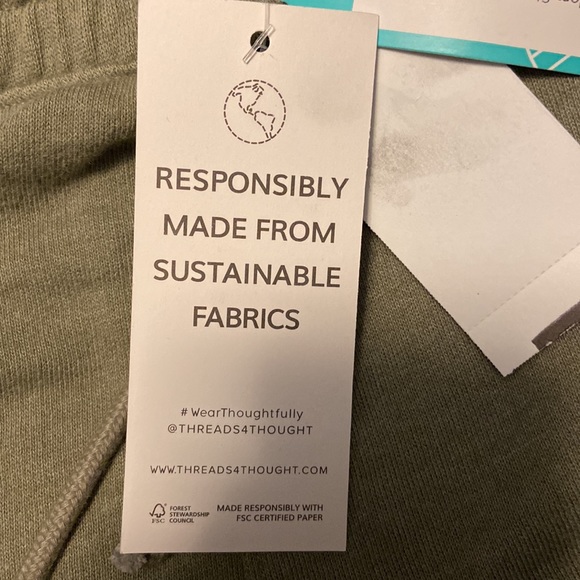 RESPONSIBLY
MADE FROM
SUSTAINABLE
FABRICS
#WearThoughtfully
@THREADS4THOUGHT
WWW.THREADS4THOUGHT.COM
FSC
FOREST
STEWARDSHIP
COUNCIL
MADE RESPONSIBLY WITH
FSC CERTIFIED PAPER